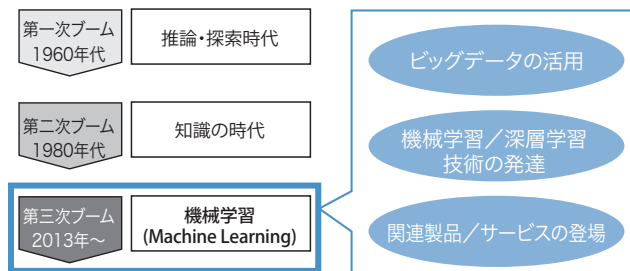 第一次ブーム
1960年代
推論・探索時代
第二次ブーム
1980年代
知識の時代
第三次ブーム
2013年～
機械学習
(Machine Learning)
ビッグデータの活用
機械学習／深層学習
技術の発達
関連製品／サービスの登場